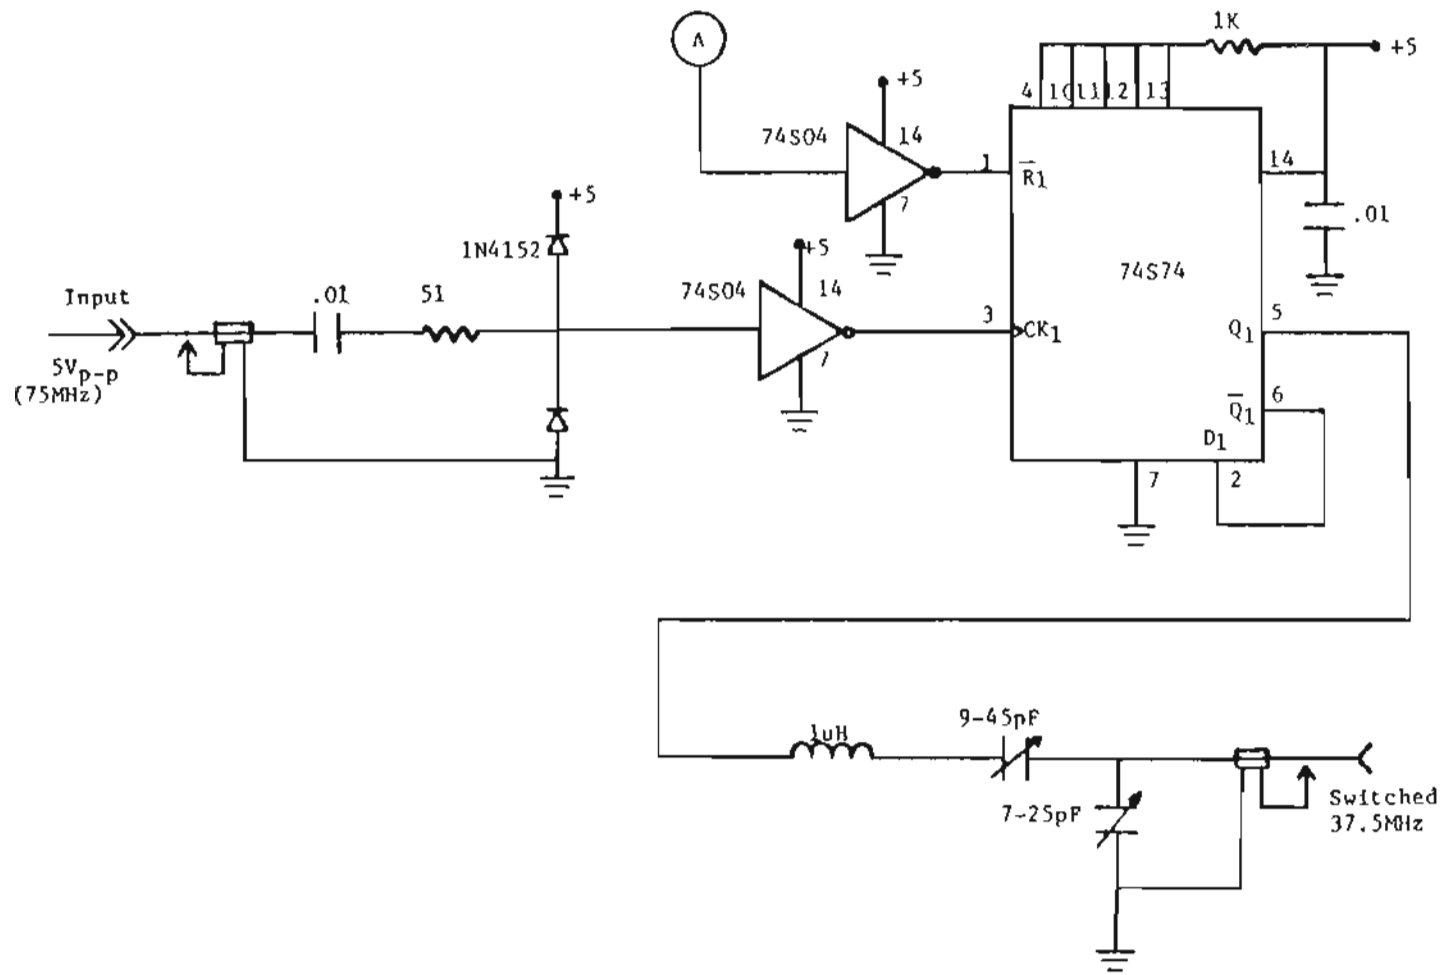 A
1K
+5
+5
4
10
11
12
13
74S04
14
14
1
R̅1
7
+5
.01
+5
1N4152
74S74
74S04
14
Input
.01
51
3
CK1
Q1
5
7
5Vp-p
(75MHz)
Q̅1
6
D1
7
2
9-45pF
1uH
7-25pF
Switched
37.5MHz